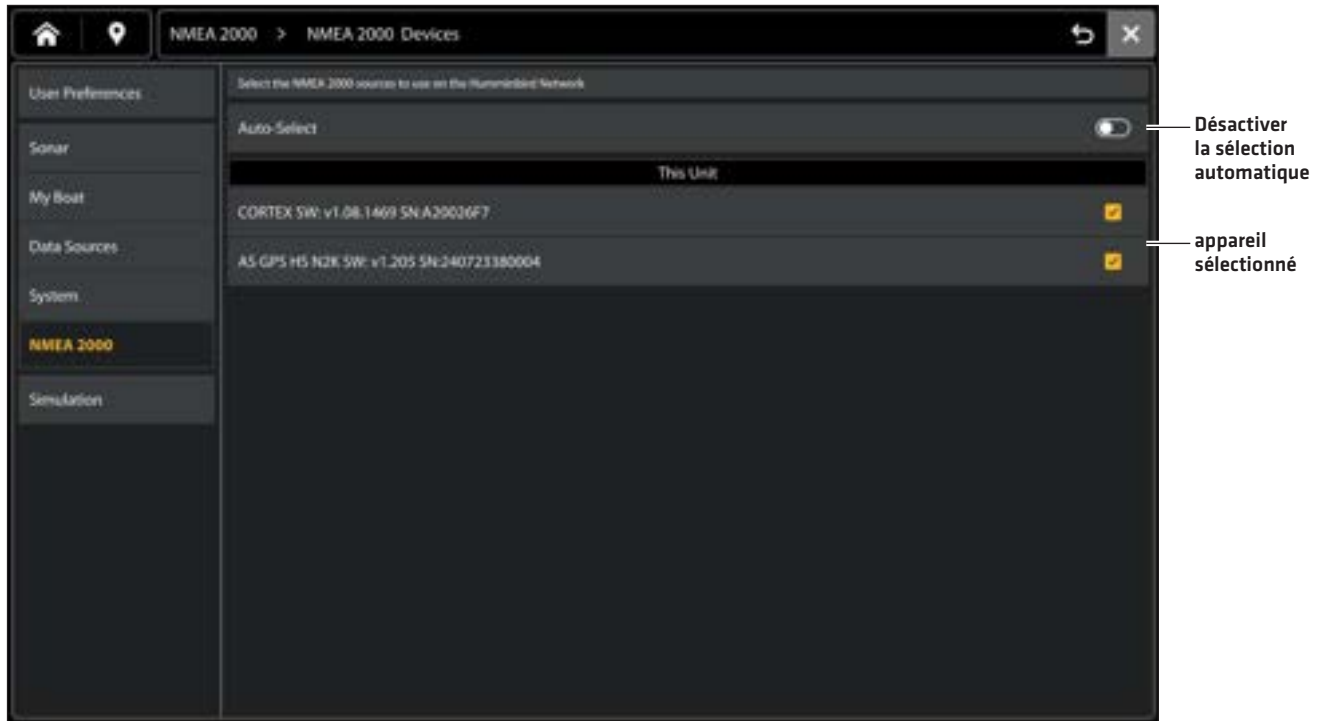 NMEA 2000 > NMEA 2000 Devices
User Preferences
Sonar
My Boat
Data Sources
System
NMEA 2000
Simulation
Select the NMEA 2000 sources to use on the Humminbird Network
Auto-Select
This Unit
CORTEX SW: v1.08.1469 SN:A20026F7
AS GPS HS N2K SW: v1.205 SN:240723380004
Désactiver
la sélection
automatique
appareil
sélectionné